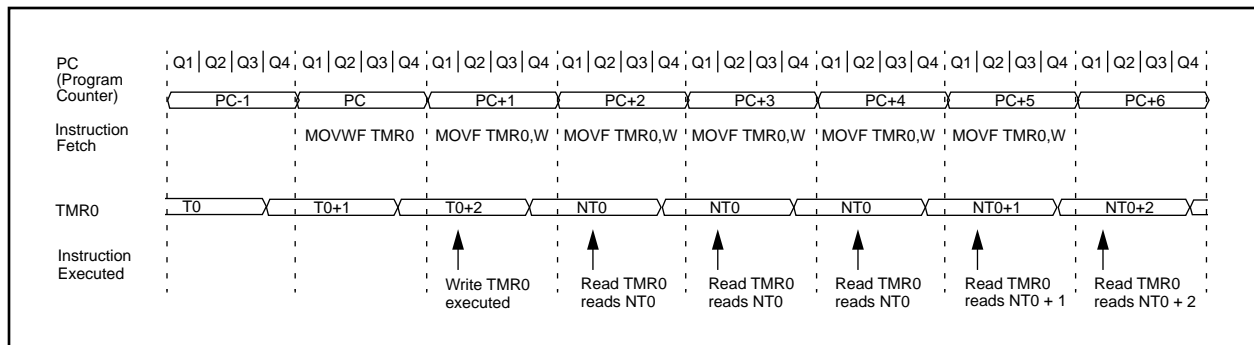 PC
(Program
Counter)
Q1 Q2 Q3 Q4 Q1 Q2 Q3 Q4 Q1 Q2 Q3 Q4 Q1 Q2 Q3 Q4 Q1 Q2 Q3 Q4 Q1 Q2 Q3 Q4 Q1 Q2 Q3 Q4 Q1 Q2 Q3 Q4
PC-1 PC PC+1 PC+2 PC+3 PC+4 PC+5 PC+6
Instruction
Fetch
MOVWF TMR0 MOVF TMR0,W MOVF TMR0,W MOVF TMR0,W MOVF TMR0,W MOVF TMR0,W
TMR0
T0 T0+1 T0+2 NT0 NT0 NT0 NT0+1 NT0+2
Instruction
Executed
Write TMR0
executed
Read TMR0
reads NT0
Read TMR0
reads NT0
Read TMR0
reads NT0
Read TMR0
reads NT0 + 1
Read TMR0
reads NT0 + 2